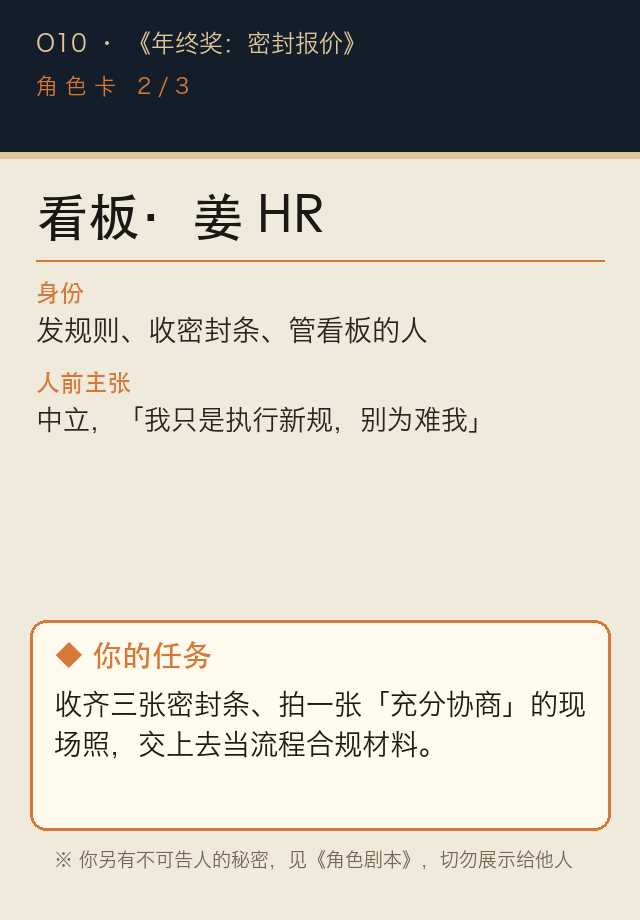 010 · 《年终奖：密封报价》
角色卡 2/3
看板· 姜 HR
身份
发规则、收密封条、管看板的人
人前主张
中立，「我只是执行新规，别为难我」
◆ 你的任务
收齐三张密封条、拍一张「充分协商」的现
场照，交上去当流程合规材料。
※ 你另有不可告人的秘密，见《角色剧本》，切勿展示给他人